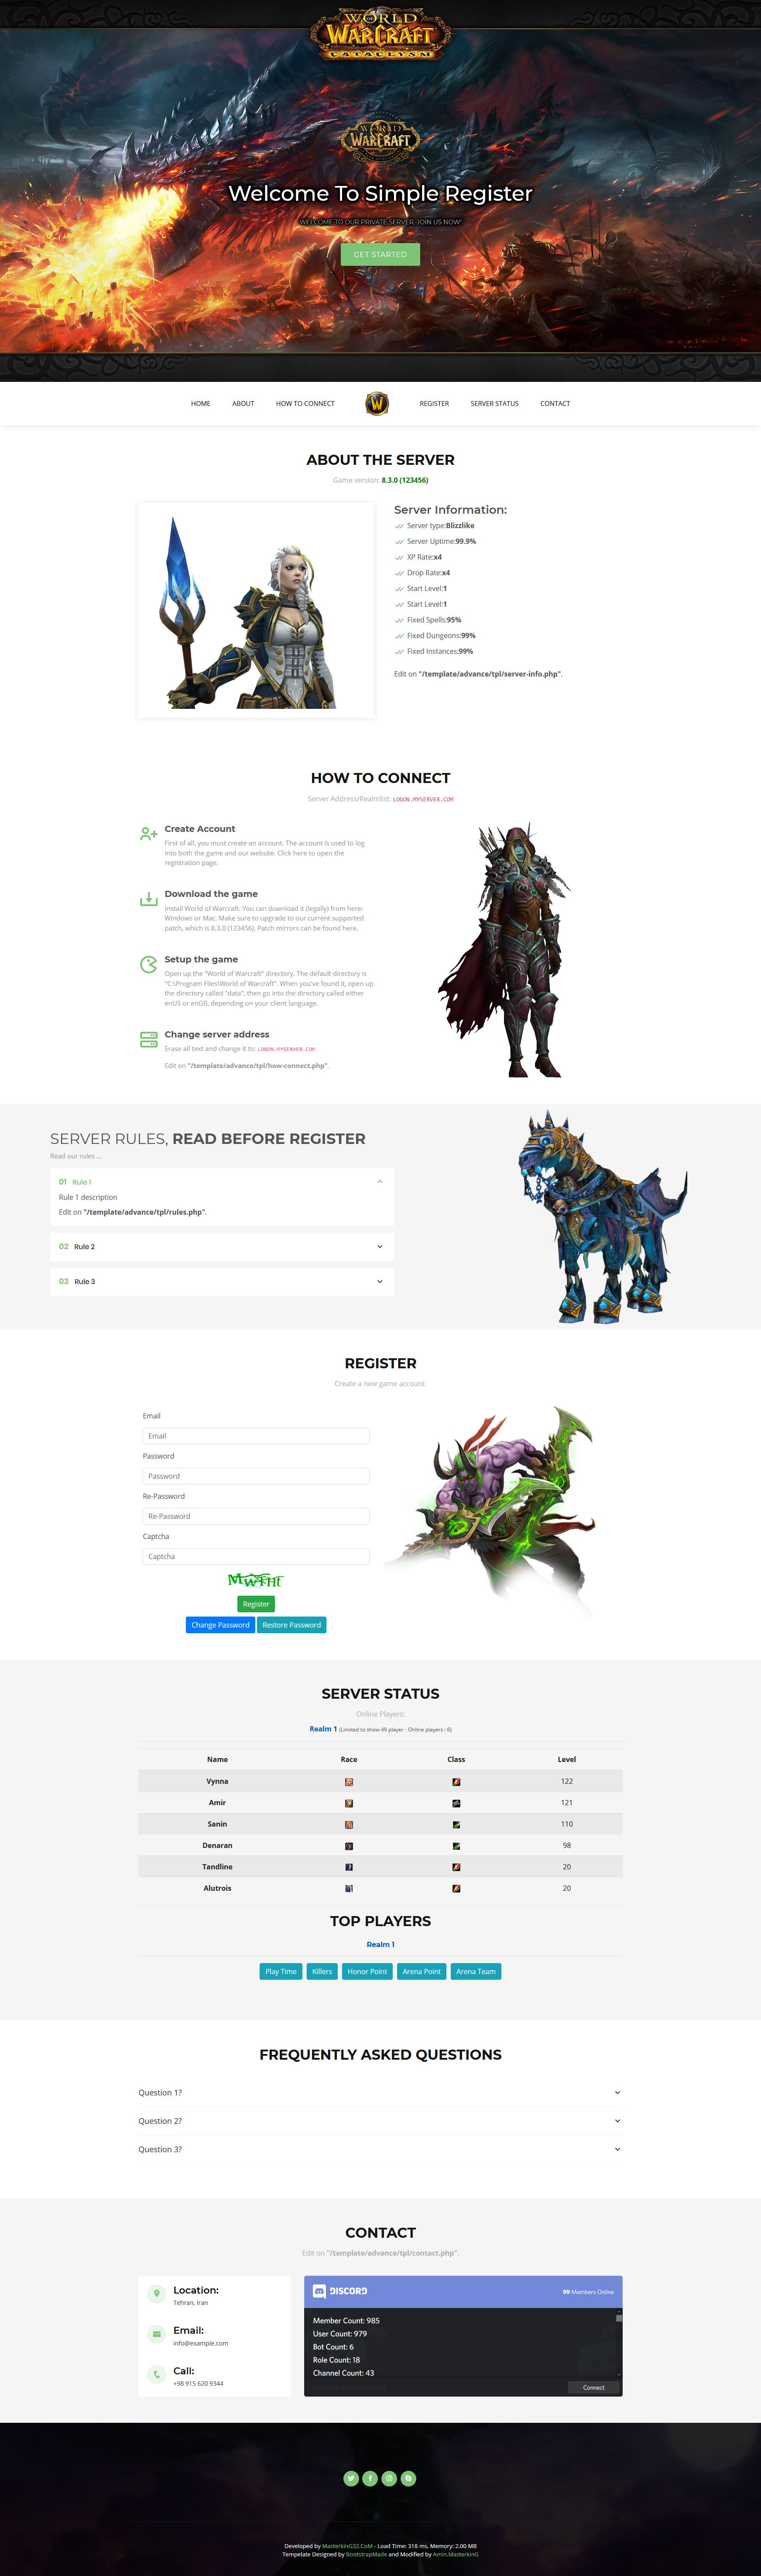 WORLD
WARCRAFT
CATACLYSM
WORLD
WARCRAFT
Welcome To Simple Register
WELCOME TO OUR PRIVATE SERVER, JOIN US NOW!
GET STARTED
HOME ABOUT HOW TO CONNECT W REGISTER SERVER STATUS CONTACT
ABOUT THE SERVER
Game version: 8.3.0 (123456)
Server Information:
Server type:Blizzlike
Server Uptime:99.9%
XP Rate:x4
Drop Rate:x4
Start Level:1
Start Level:1
Fixed Spells:95%
Fixed Dungeons:99%
Fixed Instances:99%
Edit on "/template/advance/tpl/server-info.php".
HOW TO CONNECT
Server Address/Realmlist: LOGON.MYSERVER.COM
Create Account
First of all, you must create an account. The account is used to log
into both the game and our website. Click here to open the
registration page.
Download the game
Install World of Warcraft. You can download it (legally) from here:
Windows or Mac. Make sure to upgrade to our current supported
patch, which is 8.3.0 (123456). Patch mirrors can be found here.
Setup the game
Open up the "World of Warcraft" directory. The default directory is
"C:\Program Files\World of Warcraft". When you've found it, open up
the directory called "data", then go into the directory called either
enUS or enGB, depending on your client language.
Change server address
Erase all text and change it to: LOGON.MYSERVER.COM
Edit on "/template/advance/tpl/how-connect.php".
SERVER RULES, READ BEFORE REGISTER
Read our rules ...
01 Rule 1
Rule 1 description
Edit on "/template/advance/tpl/rules.php".
02 Rule 2
03 Rule 3
REGISTER
Create a new game account.
Email
Email
Password
Password
Re-Password
Re-Password
Captcha
Captcha
Register
Change Password Restore Password
SERVER STATUS
Online Players:
Realm 1 (Limited to show 49 player - Online players : 6)
Name Race Class Level
Vynna 122
Amir 121
Sanin 110
Denaran 98
Tandline 20
Alutrois 20
TOP PLAYERS
Realm 1
Play Time Killers Honor Point Arena Point Arena Team
FREQUENTLY ASKED QUESTIONS
Question 1?
Question 2?
Question 3?
CONTACT
Edit on "/template/advance/tpl/contact.php".
Location:
Tehran, Iran
Email:
info@example.com
Call:
+98 915 620 9344
DISCORD 99 Members Online
Member Count: 985
User Count: 979
Bot Count: 6
Role Count: 18
Channel Count: 43
Connect
Developed by MasterkinG32.CoM - Load Time: 318 ms, Memory: 2.00 MB
Tempelate Designed by BootstrapMade and Modified by Amin.MasterkinG